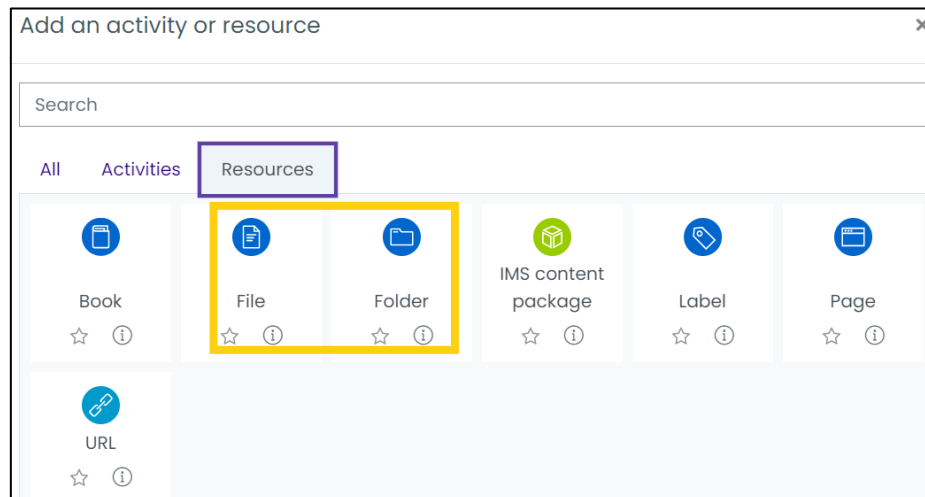 Add an activity or resource
Search
All Activities Resources
Book File Folder IMS content package Label Page
URL